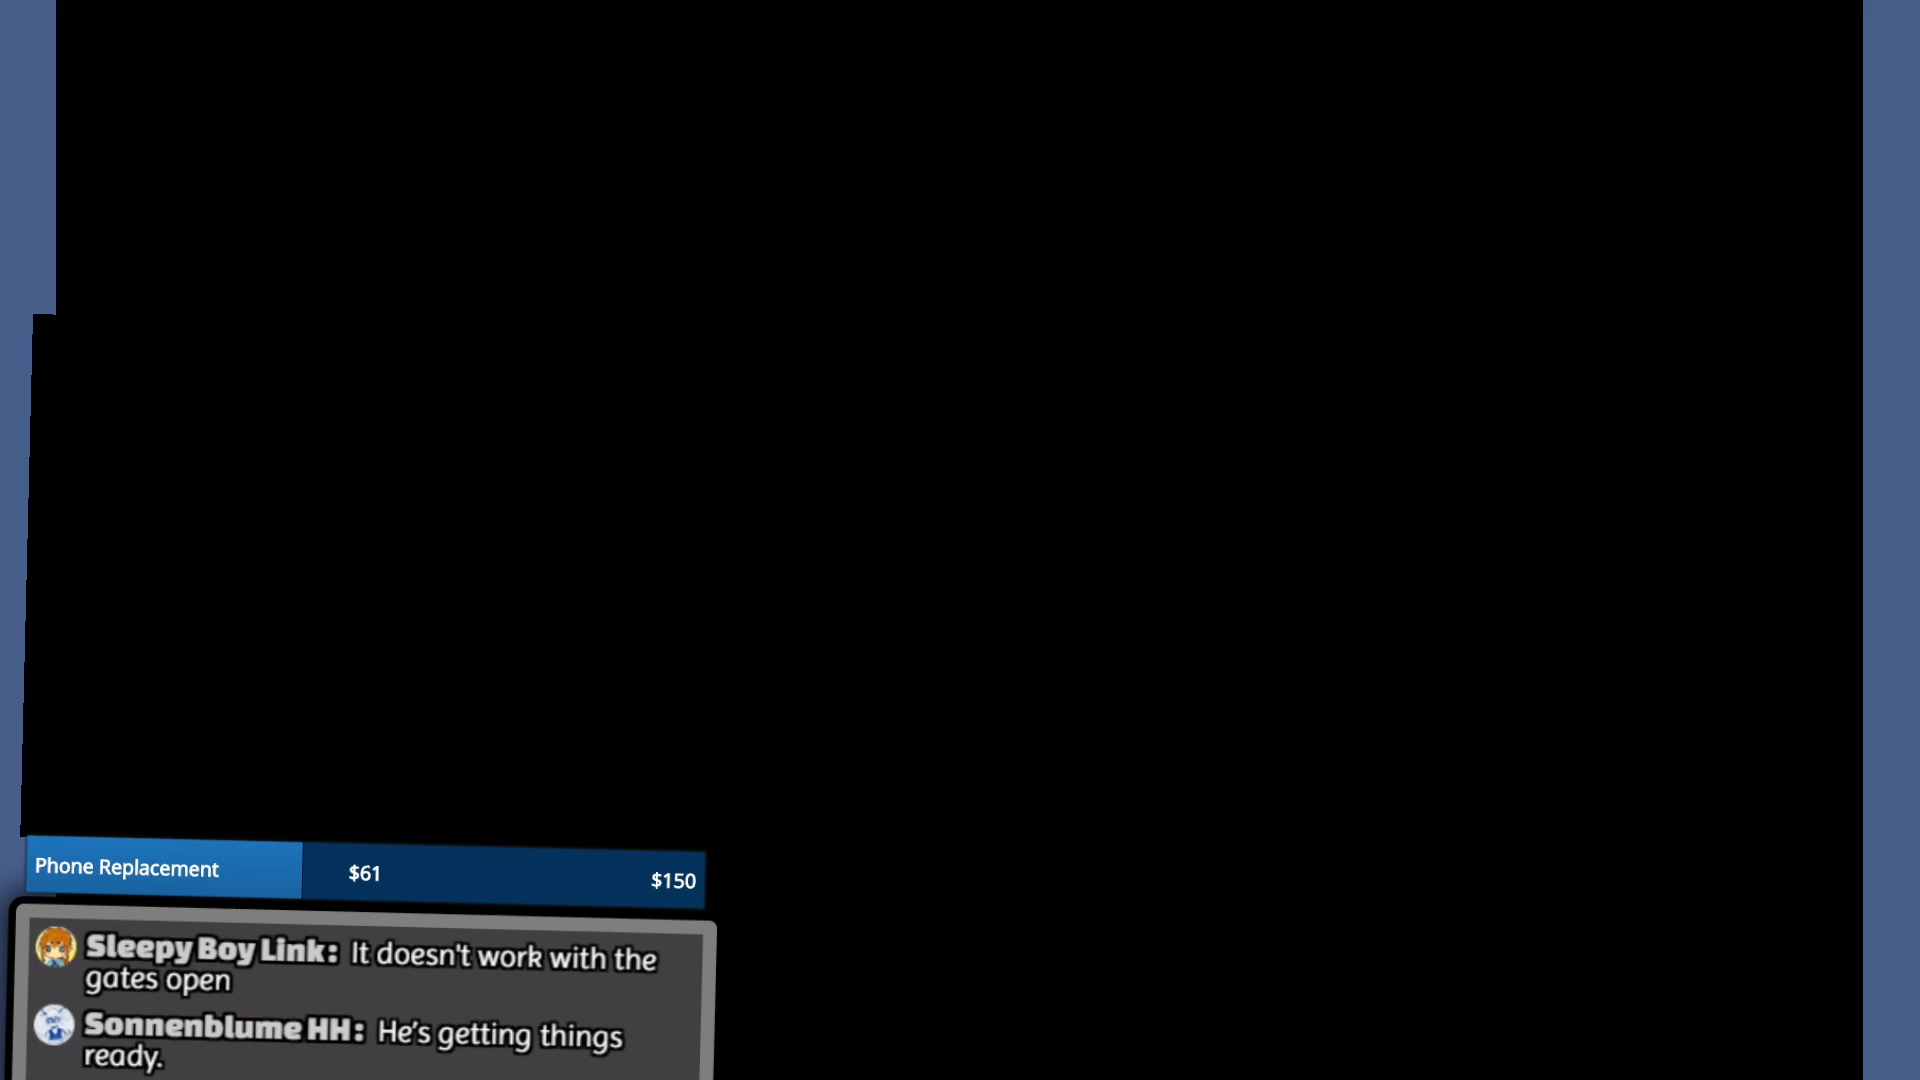 Phone Replacement $61 $150
Sleepy Boy Link: It doesn't work with the
gates open
Sonnenblume HH: He's getting things
ready.